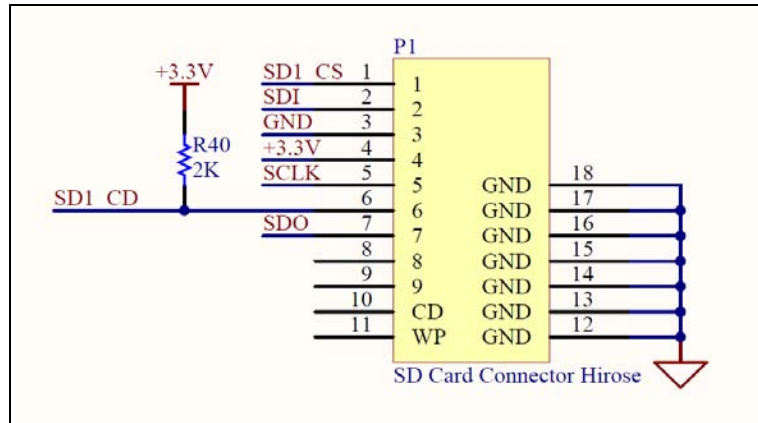 P1
+3.3V
SD1_CS 1 1
SDI 2 2
GND 3 3
R40
2K
+3.3V 4 4
SCLK 5 5 GND 18
SD1_CD 6 6 GND 17
SDO 7 7 GND 16
8 8 GND 15
9 9 GND 14
10 CD GND 13
11 WP GND 12
SD Card Connector Hirose